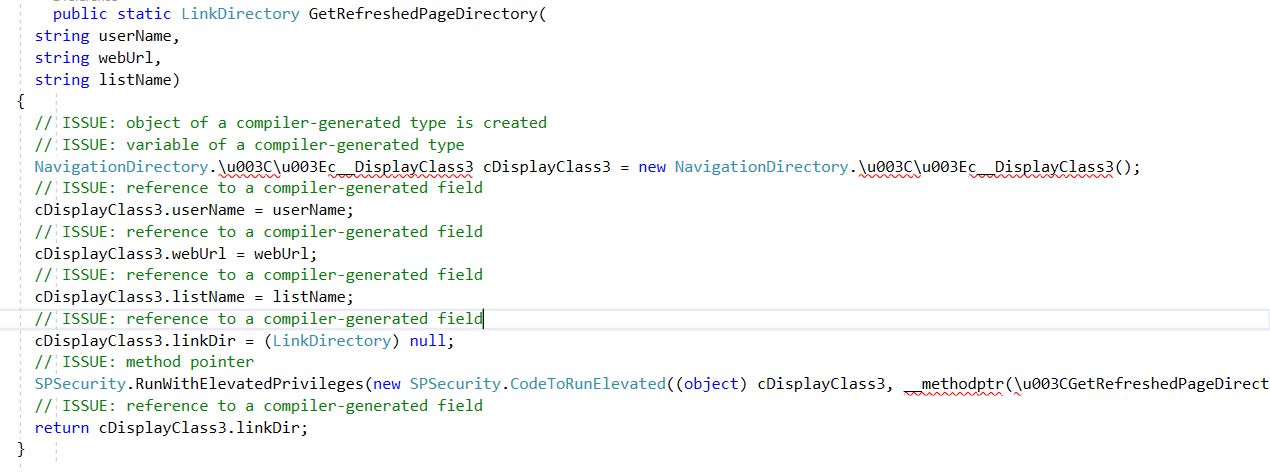 public static LinkDirectory GetRefreshedPageDirectory(
string userName,
string webUrl,
string listName)
{
// ISSUE: object of a compiler-generated type is created
// ISSUE: variable of a compiler-generated type
NavigationDirectory.\u003C\u003Ec__DisplayClass3 cDisplayClass3 = new NavigationDirectory.\u003C\u003Ec__DisplayClass3();
// ISSUE: reference to a compiler-generated field
cDisplayClass3.userName = userName;
// ISSUE: reference to a compiler-generated field
cDisplayClass3.webUrl = webUrl;
// ISSUE: reference to a compiler-generated field
cDisplayClass3.listName = listName;
// ISSUE: reference to a compiler-generated field
cDisplayClass3.linkDir = (LinkDirectory) null;
// ISSUE: method pointer
SPSecurity.RunWithElevatedPrivileges(new SPSecurity.CodeToRunElevated((object) cDisplayClass3, __methodptr(\u003CGetRefreshedPageDirect
// ISSUE: reference to a compiler-generated field
return cDisplayClass3.linkDir;
}